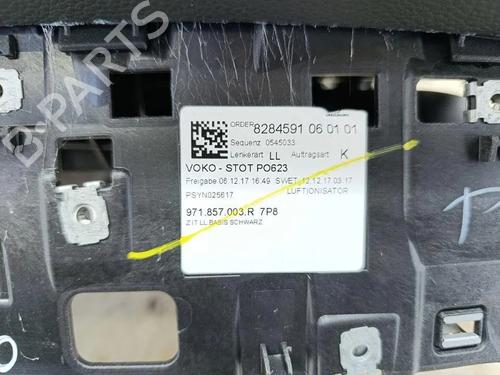 ORDER 8284591 06 01 01
Sequenz 0545033
Lenkerart LL Auftragsart K
VOKO - STOT PO623
Freigabe 06.12.17 16:49 SWET 12.12.17 03:17
PSYN025617 LUFTIONISATOR
971.857.003.R 7P8
ZIT LL BASIS SCHWARZ
B-PARTS